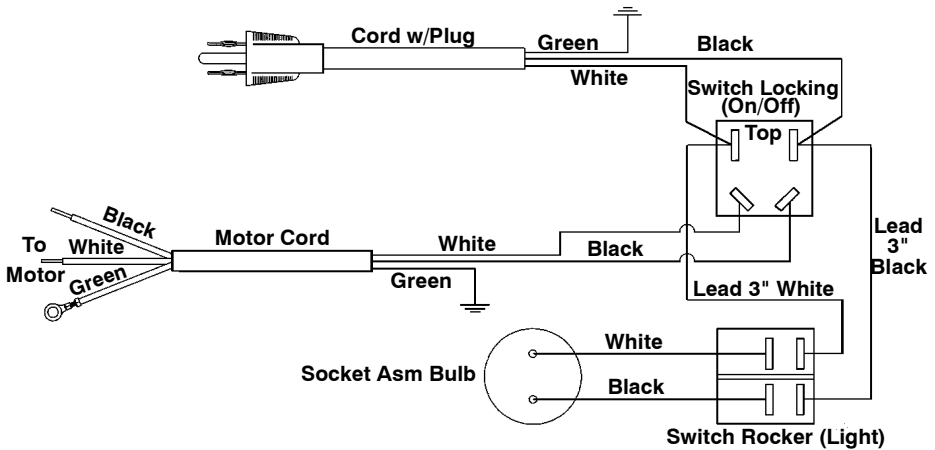 Cord w/Plug
Green
Black
White
Switch Locking
(On/Off)
Top
Black
To
White
Motor
Green
Motor Cord
White
Black
Green
Lead
3"
Black
Lead 3" White
White
Socket Asm Bulb
Black
Switch Rocker (Light)